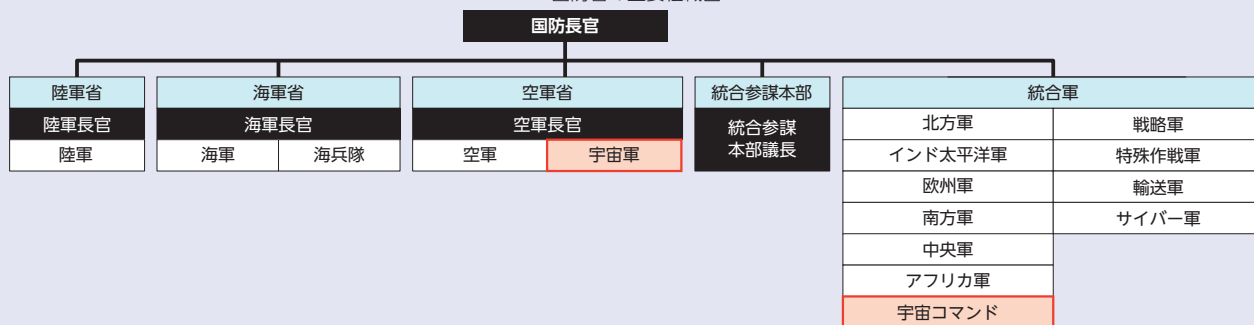 国防長官
陸軍省
陸軍長官
陸軍
海軍省
海軍長官
海軍 海兵隊
空軍省
空軍長官
空軍 宇宙軍
統合参謀本部
統合参謀
本部議長
統合軍
北方軍 戦略軍
インド太平洋軍 特殊作戦軍
欧州軍 輸送軍
南方軍 サイバー軍
中央軍
アフリカ軍
宇宙コマンド